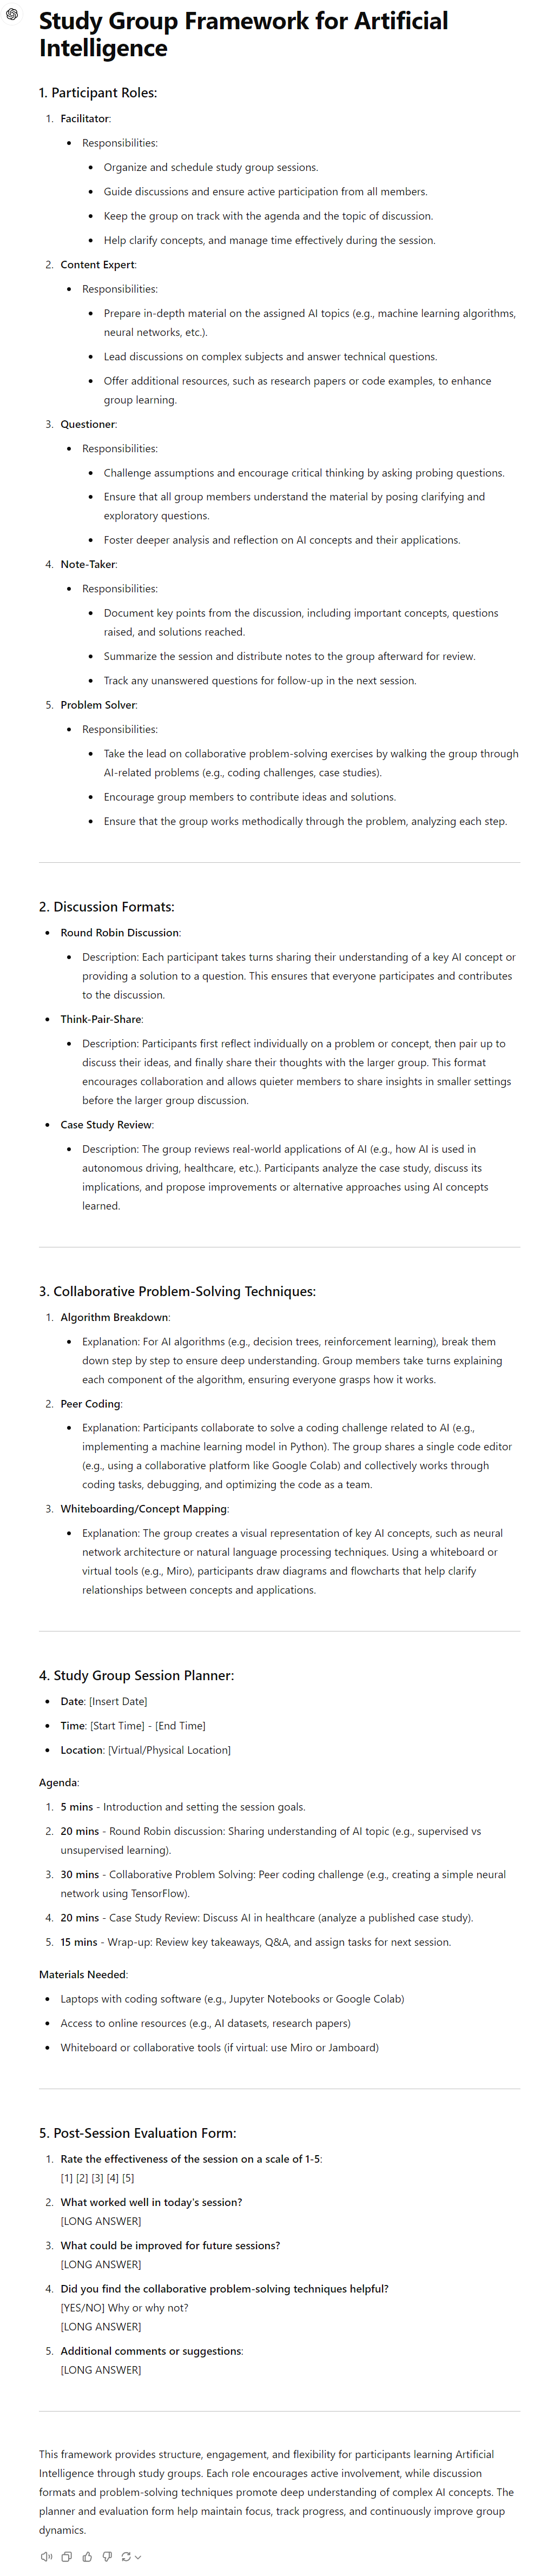 Study Group Framework for Artificial
Intelligence
1. Participant Roles:
1. Facilitator:
• Responsibilities:
• Organize and schedule study group sessions.
• Guide discussions and ensure active participation from all members.
• Keep the group on track with the agenda and the topic of discussion.
• Help clarify concepts, and manage time effectively during the session.
2. Content Expert:
• Responsibilities:
• Prepare in-depth material on the assigned AI topics (e.g., machine learning algorithms,
neural networks, etc.).
• Lead discussions on complex subjects and answer technical questions.
• Offer additional resources, such as research papers or code examples, to enhance
group learning.
3. Questioner:
• Responsibilities:
• Challenge assumptions and encourage critical thinking by asking probing questions.
• Ensure that all group members understand the material by posing clarifying and
exploratory questions.
• Foster deeper analysis and reflection on AI concepts and their applications.
4. Note-Taker:
• Responsibilities:
• Document key points from the discussion, including important concepts, questions
raised, and solutions reached.
• Summarize the session and distribute notes to the group afterward for review.
• Track any unanswered questions for follow-up in the next session.
5. Problem Solver:
• Responsibilities:
• Take the lead on collaborative problem-solving exercises by walking the group through
AI-related problems (e.g., coding challenges, case studies).
• Encourage group members to contribute ideas and solutions.
• Ensure that the group works methodically through the problem, analyzing each step.
2. Discussion Formats:
• Round Robin Discussion:
• Description: Each participant takes turns sharing their understanding of a key AI concept or
providing a solution to a question. This ensures that everyone participates and contributes
to the discussion.
• Think-Pair-Share:
• Description: Participants first reflect individually on a problem or concept, then pair up to
discuss their ideas, and finally share their thoughts with the larger group. This format
encourages collaboration and allows quieter members to share insights in smaller settings
before the larger group discussion.
• Case Study Review:
• Description: The group reviews real-world applications of AI (e.g., how AI is used in
autonomous driving, healthcare, etc.). Participants analyze the case study, discuss its
implications, and propose improvements or alternative approaches using AI concepts
learned.
3. Collaborative Problem-Solving Techniques:
1. Algorithm Breakdown:
• Explanation: For AI algorithms (e.g., decision trees, reinforcement learning), break them
down step by step to ensure deep understanding. Group members take turns explaining
each component of the algorithm, ensuring everyone grasps how it works.
2. Peer Coding:
• Explanation: Participants collaborate to solve a coding challenge related to AI (e.g.,
implementing a machine learning model in Python). The group shares a single code editor
(e.g., using a collaborative platform like Google Colab) and collectively works through
coding tasks, debugging, and optimizing the code as a team.
3. Whiteboarding/Concept Mapping:
• Explanation: The group creates a visual representation of key AI concepts, such as neural
network architecture or natural language processing techniques. Using a whiteboard or
virtual tools (e.g., Miro), participants draw diagrams and flowcharts that help clarify
relationships between concepts and applications.
4. Study Group Session Planner:
• Date: [Insert Date]
• Time: [Start Time] - [End Time]
• Location: [Virtual/Physical Location]
Agenda:
1. 5 mins - Introduction and setting the session goals.
2. 20 mins - Round Robin discussion: Sharing understanding of AI topic (e.g., supervised vs
unsupervised learning).
3. 30 mins - Collaborative Problem Solving: Peer coding challenge (e.g., creating a simple neural
network using TensorFlow).
4. 20 mins - Case Study Review: Discuss AI in healthcare (analyze a published case study).
5. 15 mins - Wrap-up: Review key takeaways, Q&A, and assign tasks for next session.
Materials Needed:
• Laptops with coding software (e.g., Jupyter Notebooks or Google Colab)
• Access to online resources (e.g., AI datasets, research papers)
• Whiteboard or collaborative tools (if virtual: use Miro or Jamboard)
5. Post-Session Evaluation Form:
1. Rate the effectiveness of the session on a scale of 1-5:
[1] [2] [3] [4] [5]
2. What worked well in today's session?
[LONG ANSWER]
3. What could be improved for future sessions?
[LONG ANSWER]
4. Did you find the collaborative problem-solving techniques helpful?
[YES/NO] Why or why not?
[LONG ANSWER]
5. Additional comments or suggestions:
[LONG ANSWER]
This framework provides structure, engagement, and flexibility for participants learning Artificial
Intelligence through study groups. Each role encourages active involvement, while discussion
formats and problem-solving techniques promote deep understanding of complex AI concepts. The
planner and evaluation form help maintain focus, track progress, and continuously improve group
dynamics.